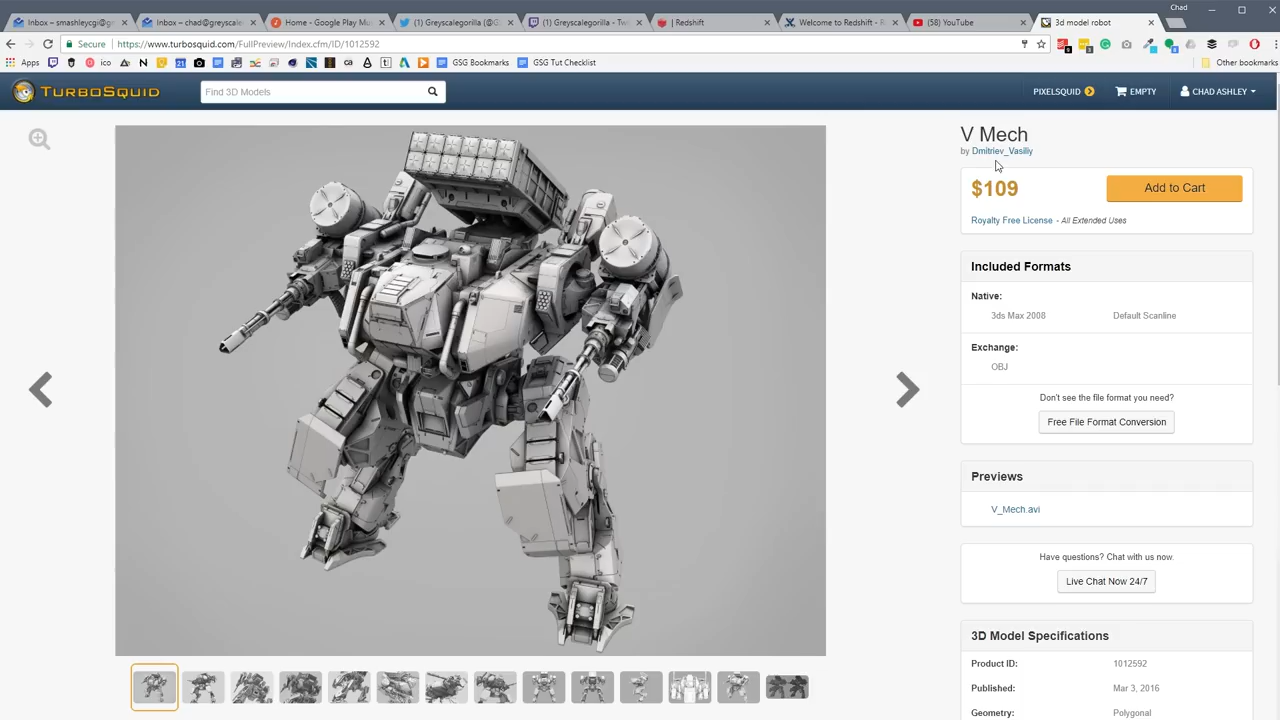 Chad
Inbox – smashleyic@gm
Inbox – chad@greyscale
Home - Google Play Mu
(1) Greyscalegorilla (@G
Greyscalegorilla - Twi
| Redshift
Welcome to Redshift - R
(58) YouTube
3d model robot
Secure
https://www.turbosquid.com/FullPreview/Index.cfm/ID/1012592
Apps
ico
GSG Bookmarks
GSG Tut Checklist
Other bookmarks
TURBOSQUID
Find 3D Models
PIXELSQUID
EMPTY
CHAD ASHLEY
V Mech
by Dmitriev_Vasiliy
$109
Add to Cart
Royalty Free License - All Extended Uses
Included Formats
Native:
3ds Max 2008
Default Scanline
Exchange:
OBJ
Don't see the file format you need?
Free File Format Conversion
Previews
V_Mech.avi
Have questions? Chat with us now.
Live Chat Now 24/7
3D Model Specifications
Product ID:
1012592
Published:
Mar 3, 2016
Geometry:
Polygonal